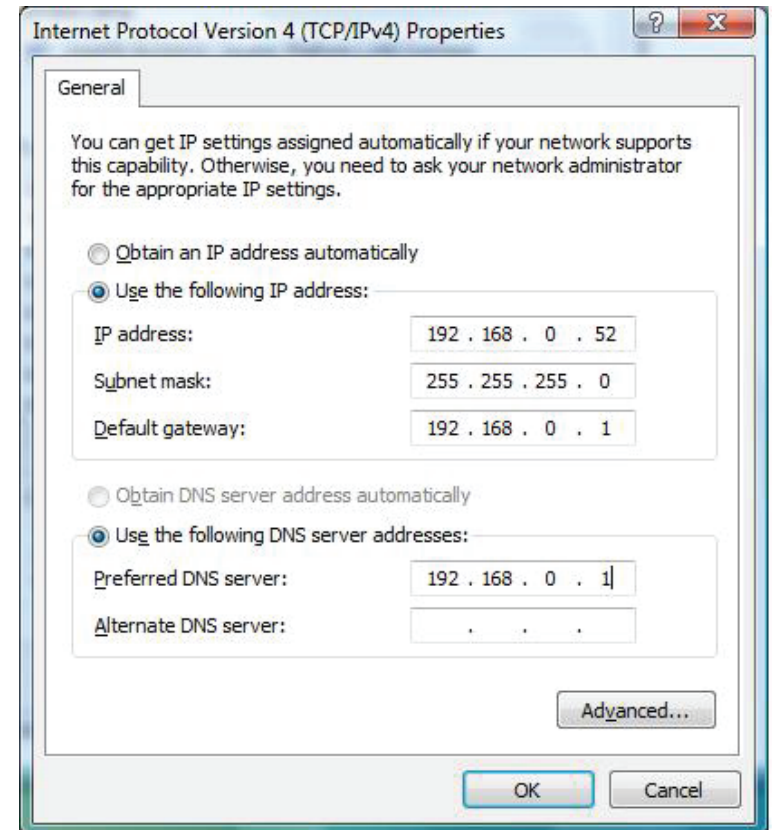 Internet Protocol Version 4 (TCP/IPv4) Properties
General
You can get IP settings assigned automatically if your network supports
this capability. Otherwise, you need to ask your network administrator
for the appropriate IP settings.
Obtain an IP address automatically
Use the following IP address:
IP address: 192 . 168 . 0 . 52
Subnet mask: 255 . 255 . 255 . 0
Default gateway: 192 . 168 . 0 . 1
Obtain DNS server address automatically
Use the following DNS server addresses:
Preferred DNS server: 192 . 168 . 0 . 1
Alternate DNS server: . . .
Advanced...
OK Cancel